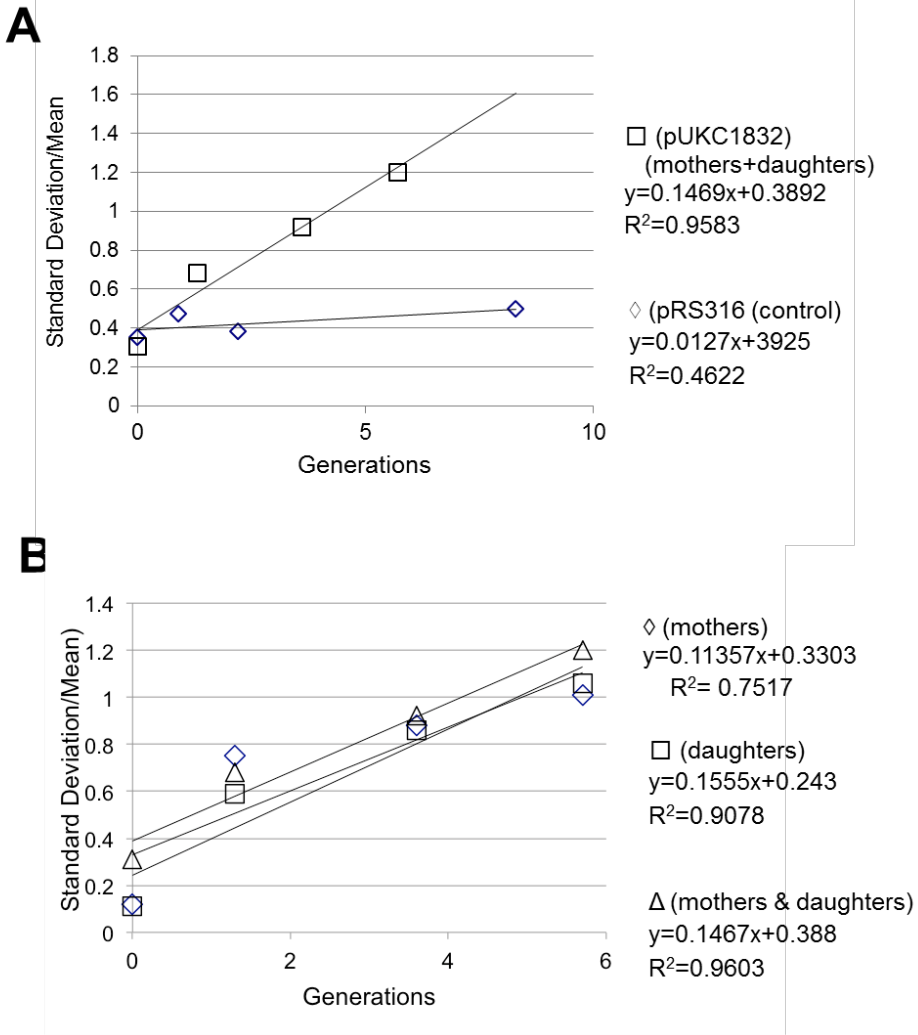 A
Standard Deviation/Mean
1.8
1.6
1.4
1.2
1
0.8
0.6
0.4
0.2
0
0 5 10
Generations
□ (pUKC1832)
(mothers+daughters)
y=0.1469x+0.3892
R²=0.9583
◊ (pRS316 (control)
y=0.0127x+3925
R²=0.4622
B
Standard Deviation/Mean)
1.4
1.2
1
0.8
0.6
0.4
0.2
0
0 2 4 6
Generations
◊ (mothers)
y=0.11357x+0.3303
R²= 0.7517
□ (daughters)
y=0.1555x+0.243
R²=0.9078
Δ (mothers & daughters)
y=0.1467x+0.388
R²=0.9603